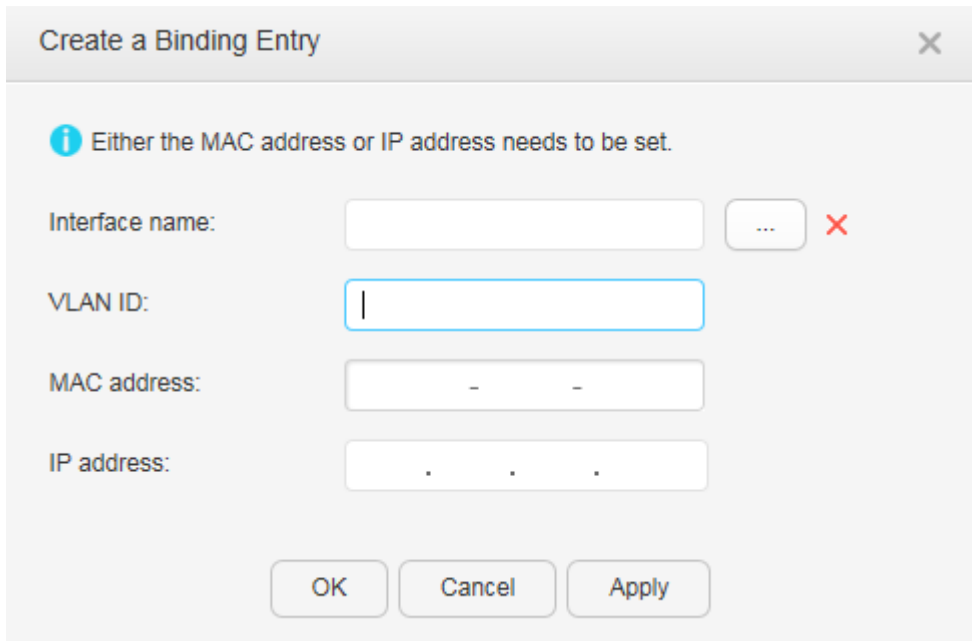 Create a Binding Entry
Either the MAC address or IP address needs to be set.
Interface name:
...
VLAN ID:
MAC address:
- -
IP address:
. . .
OK Cancel Apply